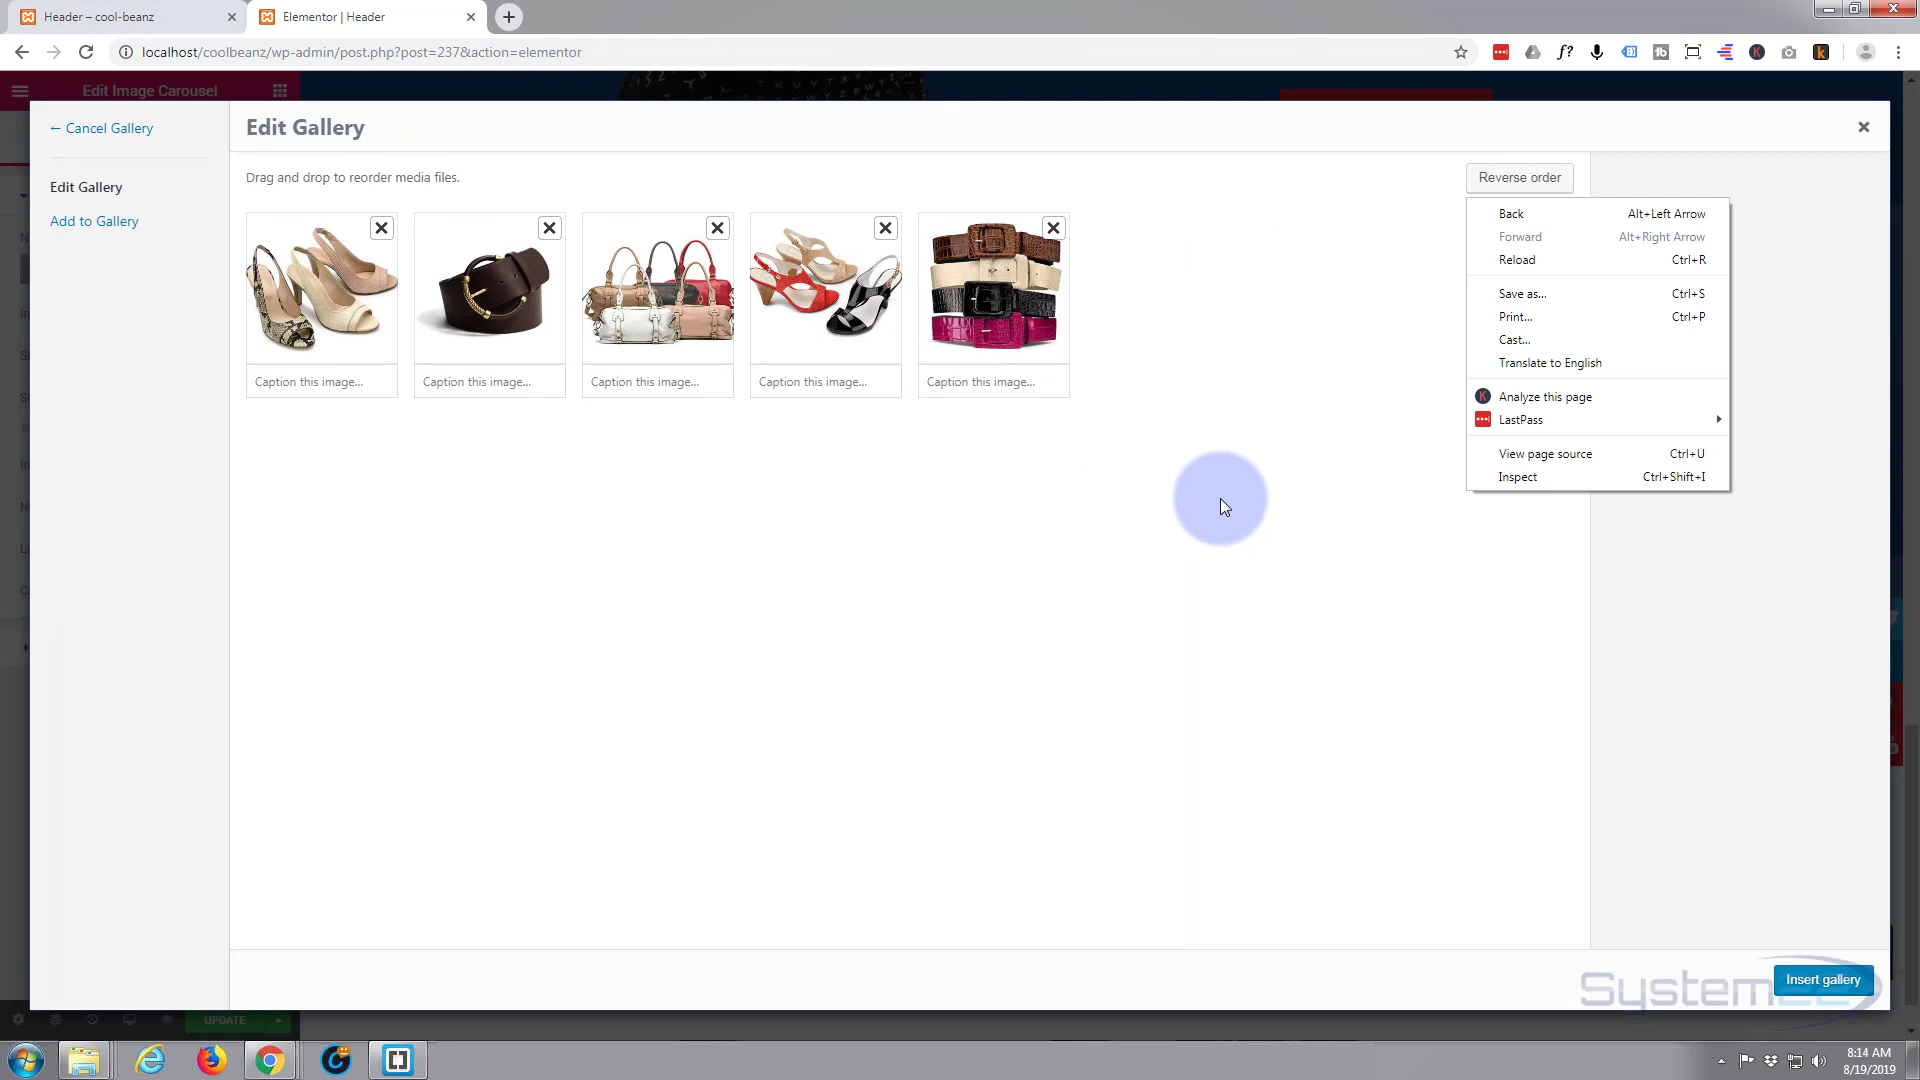 Header – cool-beanz
Elementor | Header
localhost/coolbeanz/wp-admin/post.php?post=237&action=elementor
Edit Image Carousel
← Cancel Gallery
Edit Gallery
Drag and drop to reorder media files.
Reverse order
Edit Gallery
Add to Gallery
Back Alt+Left Arrow
Forward Alt+Right Arrow
Reload Ctrl+R
Save as... Ctrl+S
Print... Ctrl+P
Cast...
Translate to English
Analyze this page
LastPass
View page source Ctrl+U
Inspect Ctrl+Shift+I
Caption this image... Caption this image... Caption this image... Caption this image... Caption this image...
Insert gallery
UPDATE
8:14 AM
8/19/2019